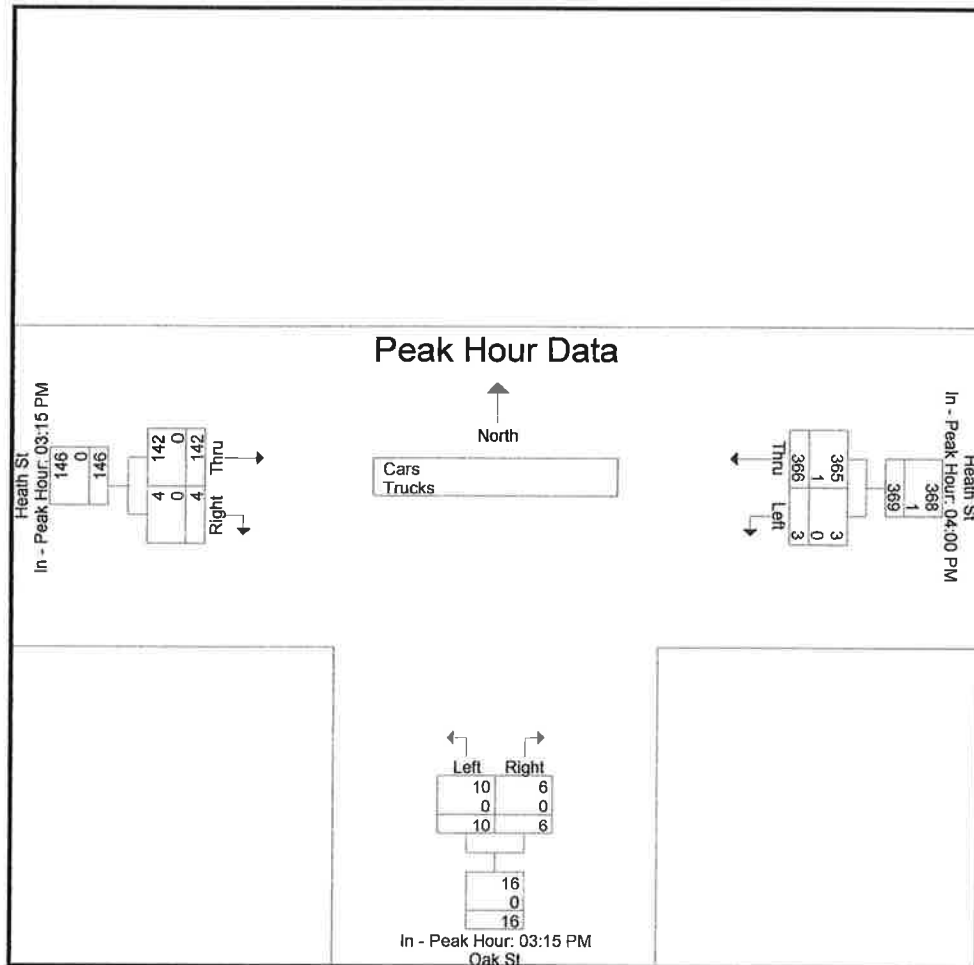 Peak Hour Data
North
Cars
Trucks
Heath St
In - Peak Hour: 03:15 PM
146
0
146
142 4
0 0
142 4
Thru Right
Heath St
In - Peak Hour: 04:00 PM
368
1
369
365 3
1 0
366 3
Thru Left
Left Right
10 6
0 0
10 6
16
0
16
In - Peak Hour: 03:15 PM
Oak St